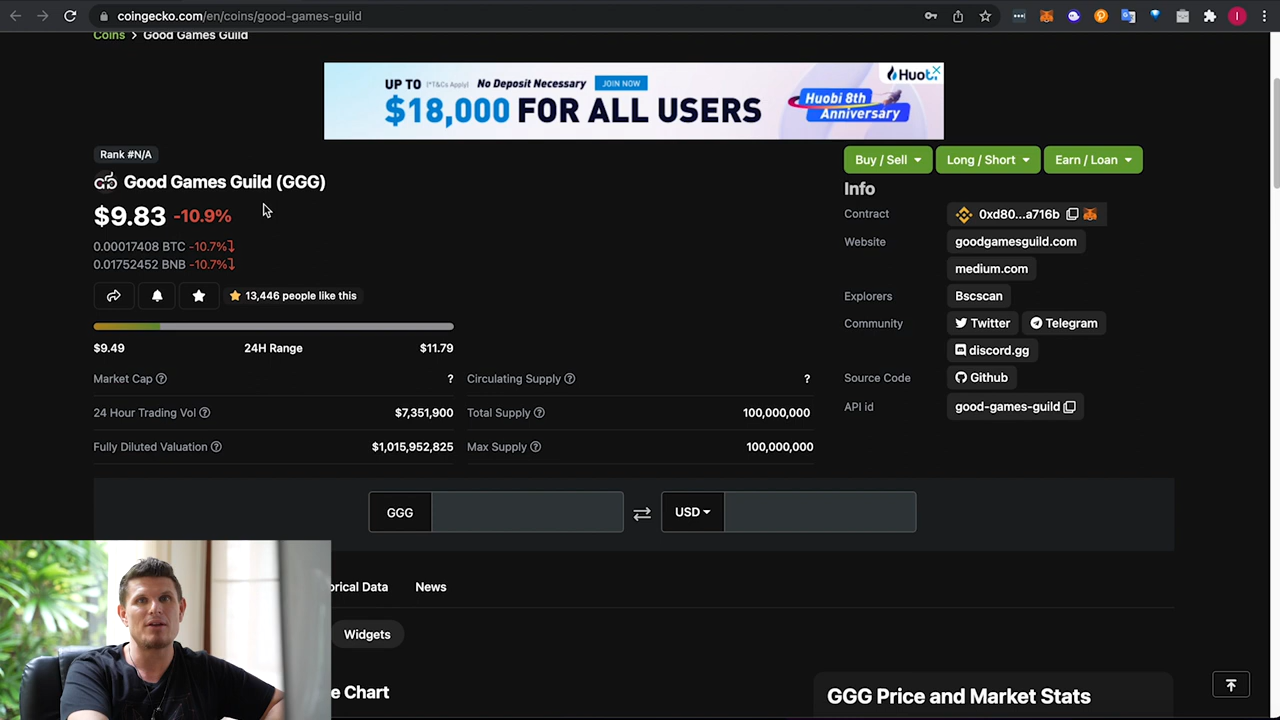 coingecko.com/en/coins/good-games-guild
Coins > Good Games Guild
UP TO (*T&Cs Apply) No Deposit Necessary JOIN NOW
$18,000 FOR ALL USERS
Huobi 8th
Anniversary
Huobi
Rank #N/A
Good Games Guild (GGG)
$9.83 -10.9%
0.00017408 BTC -10.7%
0.01752452 BNB -10.7%
13,446 people like this
$9.49 24H Range $11.79
Market Cap ?
24 Hour Trading Vol $7,351,900
Fully Diluted Valuation $1,015,952,825
Circulating Supply ?
Total Supply 100,000,000
Max Supply 100,000,000
Buy / Sell Long / Short Earn / Loan
Info
Contract 0xd80...a716b
Website goodgamesguild.com
medium.com
Explorers Bscscan
Community Twitter Telegram
discord.gg
Source Code Github
API id good-games-guild
GGG USD
orical Data News
Widgets
e Chart
GGG Price and Market Stats